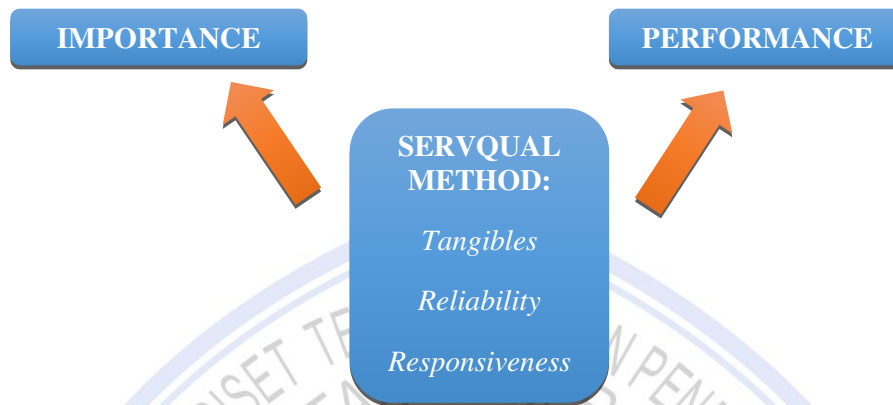 IMPORTANCE
PERFORMANCE
SERVQUAL
METHOD:
Tangibles
Reliability
Responsiveness